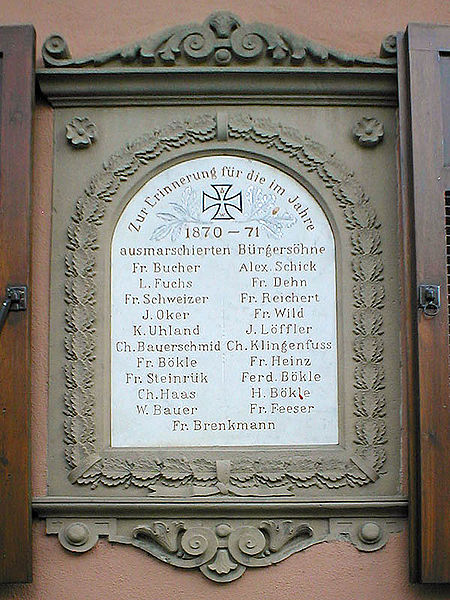 Zur Erinnerung für die im Jahre
1870 – 71
ausmarschierten Bürgersöhne
Fr. Bucher Alex. Schick
L. Fuchs Fr. Dehn
Fr. Schweizer Fr. Reichert
J. Oker Fr. Wild
K. Uhland J. Löffler
Ch. Bauerschmid Ch. Klingenfuss
Fr. Bökle Fr. Heinz
Fr. Steinrük Ferd. Bökle
Ch. Haas H. Bökle
W. Bauer Fr. Feeser
Fr. Brenkmann